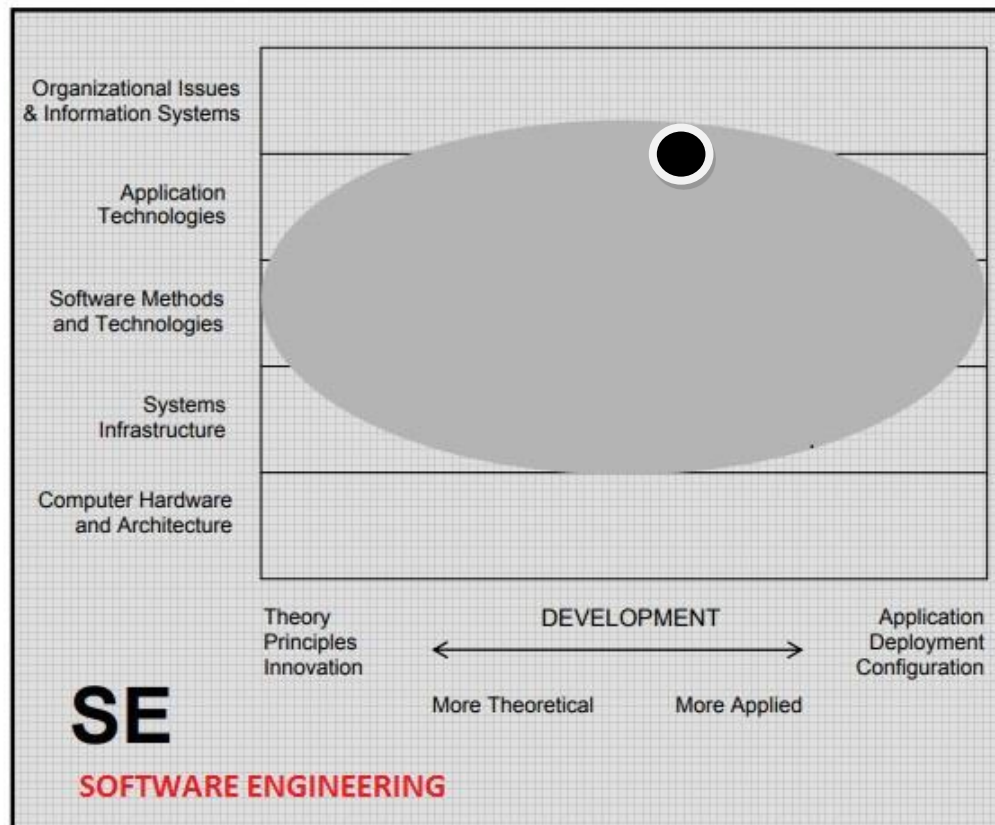 Organizational Issues
& Information Systems
Application
Technologies
Software Methods
and Technologies
Systems
Infrastructure
Computer Hardware
and Architecture
Theory
Principles
Innovation
DEVELOPMENT
More Theoretical
More Applied
Application
Deployment
Configuration
SE
SOFTWARE ENGINEERING